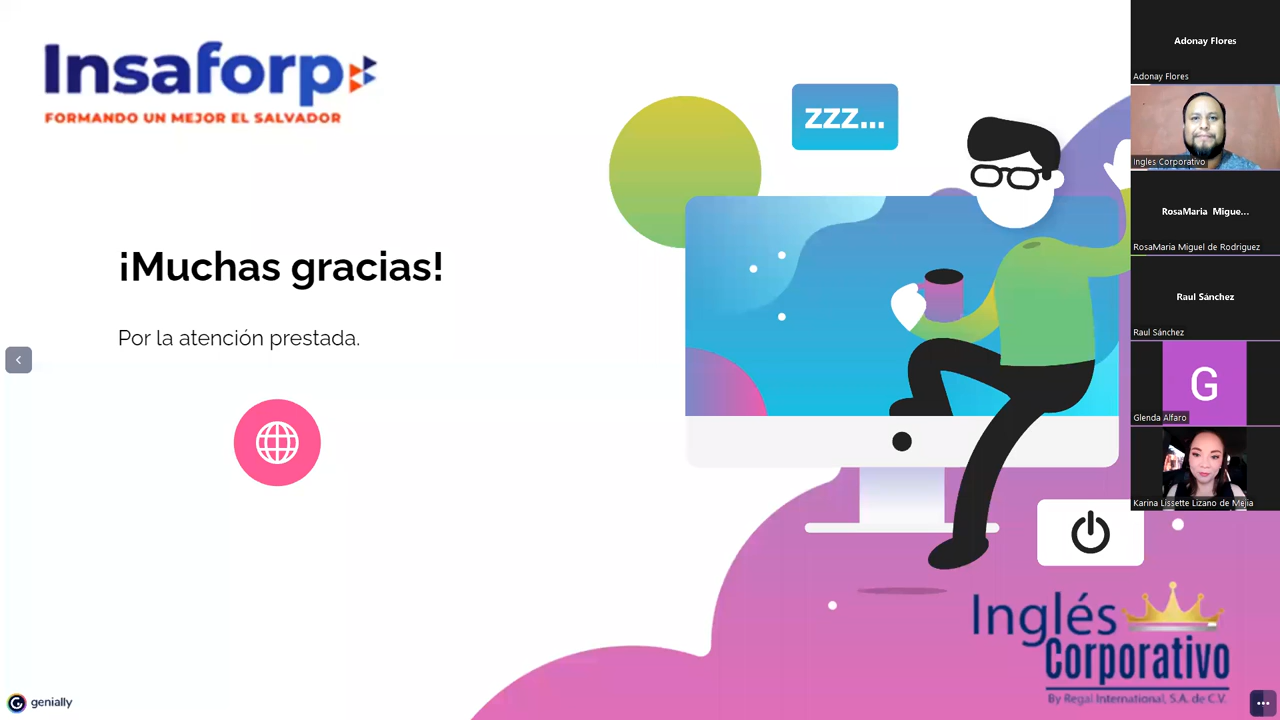 Insaforp
FORMANDO UN MEJOR EL SALVADOR
zzz...
¡Muchas gracias!
Por la atención prestada.
Inglés
Corporativo
By Regal International, S.A. de C.V.
genially
Adonay Flores
Adonay Flores
Ingles Corporativo
RosaMaria Migue...
RosaMaria Miguel de Rodriguez
Raul Sánchez
Raul Sánchez
G
Glenda Alfaro
Karina Lissette Lizano de Mejia